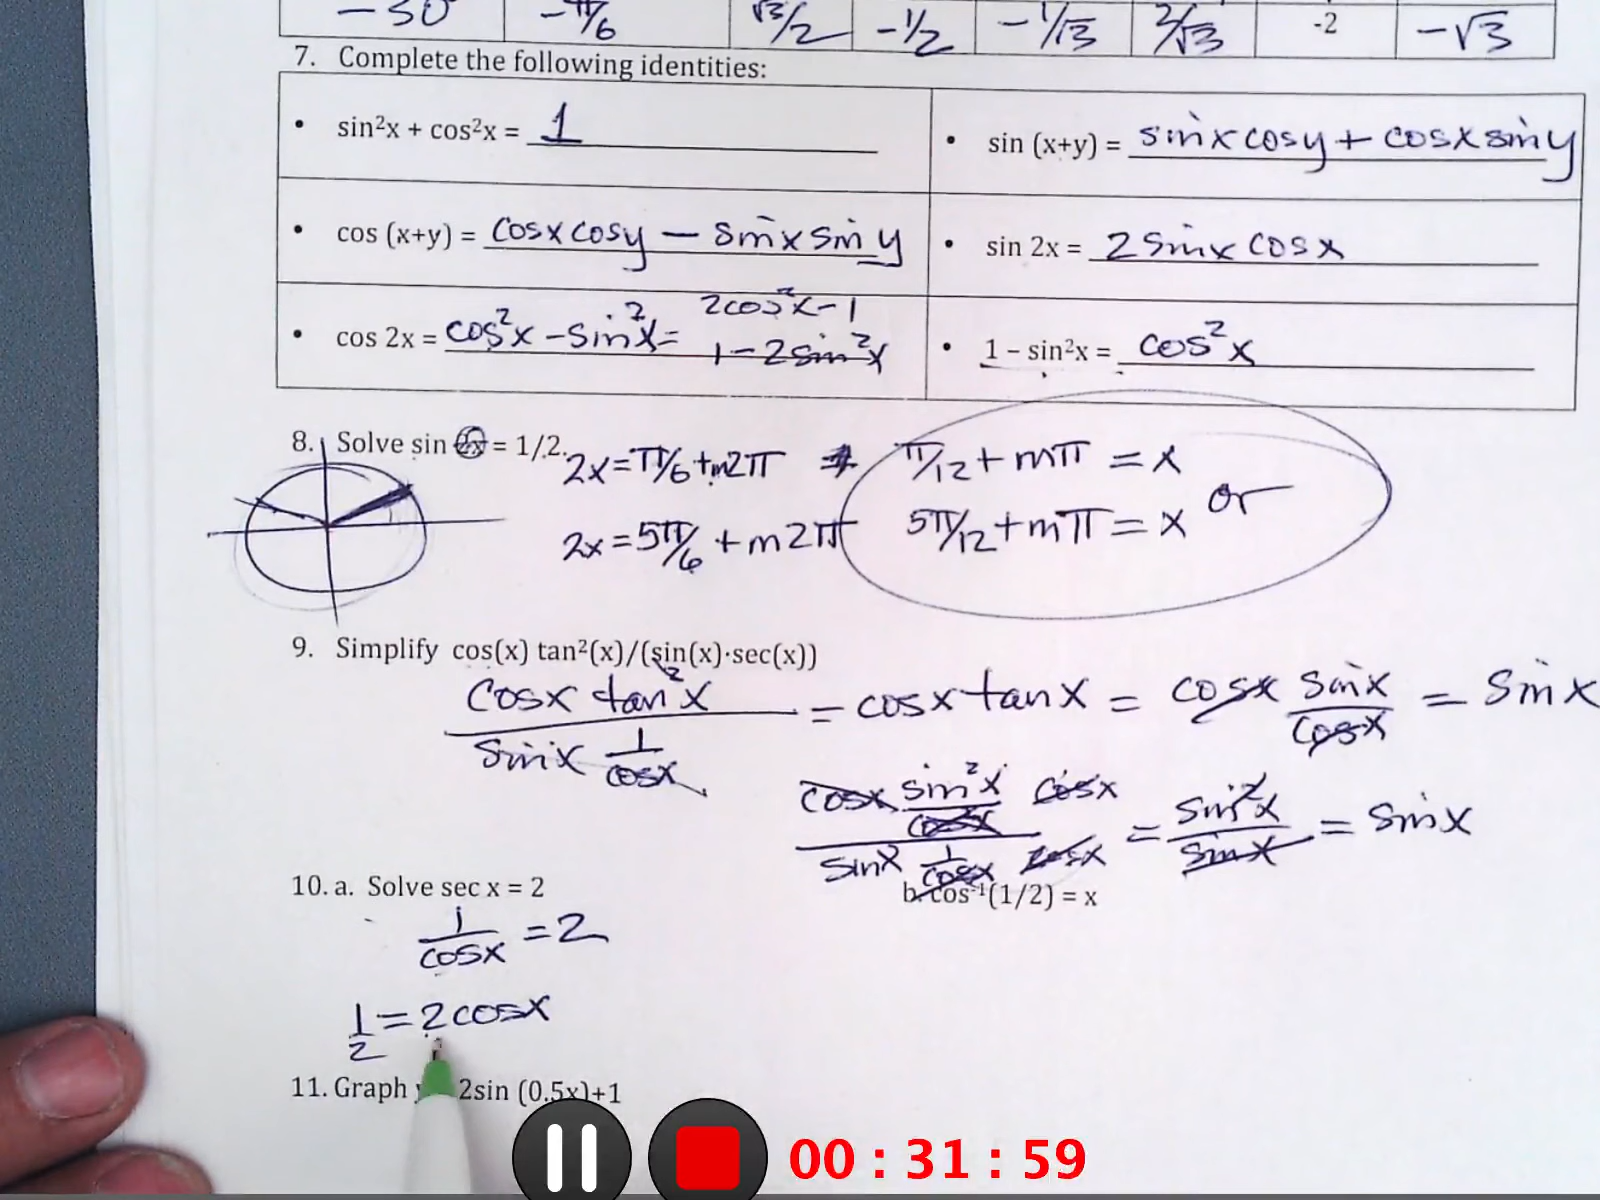 -30° -π/6 √3/2 -1/2 -1/√3 2/√3 -2 -√3
7. Complete the following identities:
• sin²x + cos²x = 1
• sin (x+y) = sinx cosy + cosx siny
• cos (x+y) = cosx cosy - sinx siny
• sin 2x = 2 sinx cosx
• cos 2x = cos²x - sin²x = 2cos²x - 1
1 - 2sin²x
• 1 – sin²x = cos²x
8. Solve sin 2x = 1/2.
2x = π/6 + m2π π/12 + mπ = x
or
2x = 5π/6 + m2π 5π/12 + mπ = x
9. Simplify cos(x) tan²(x)/(sin(x)·sec(x))
cosx tan²x / sinx 1/cosx = cosx tanx = cosx sinx/cosx = sinx
cosx sin²x/cos²x cosx / sinx 1/cosx cosx = sin²x/sinx = sinx
10. a. Solve sec x = 2
b. cos⁻¹(1/2) = x
1/cosx = 2
1/2 = 2cosx
11. Graph 2sin (0.5x)+1
00 : 31 : 59